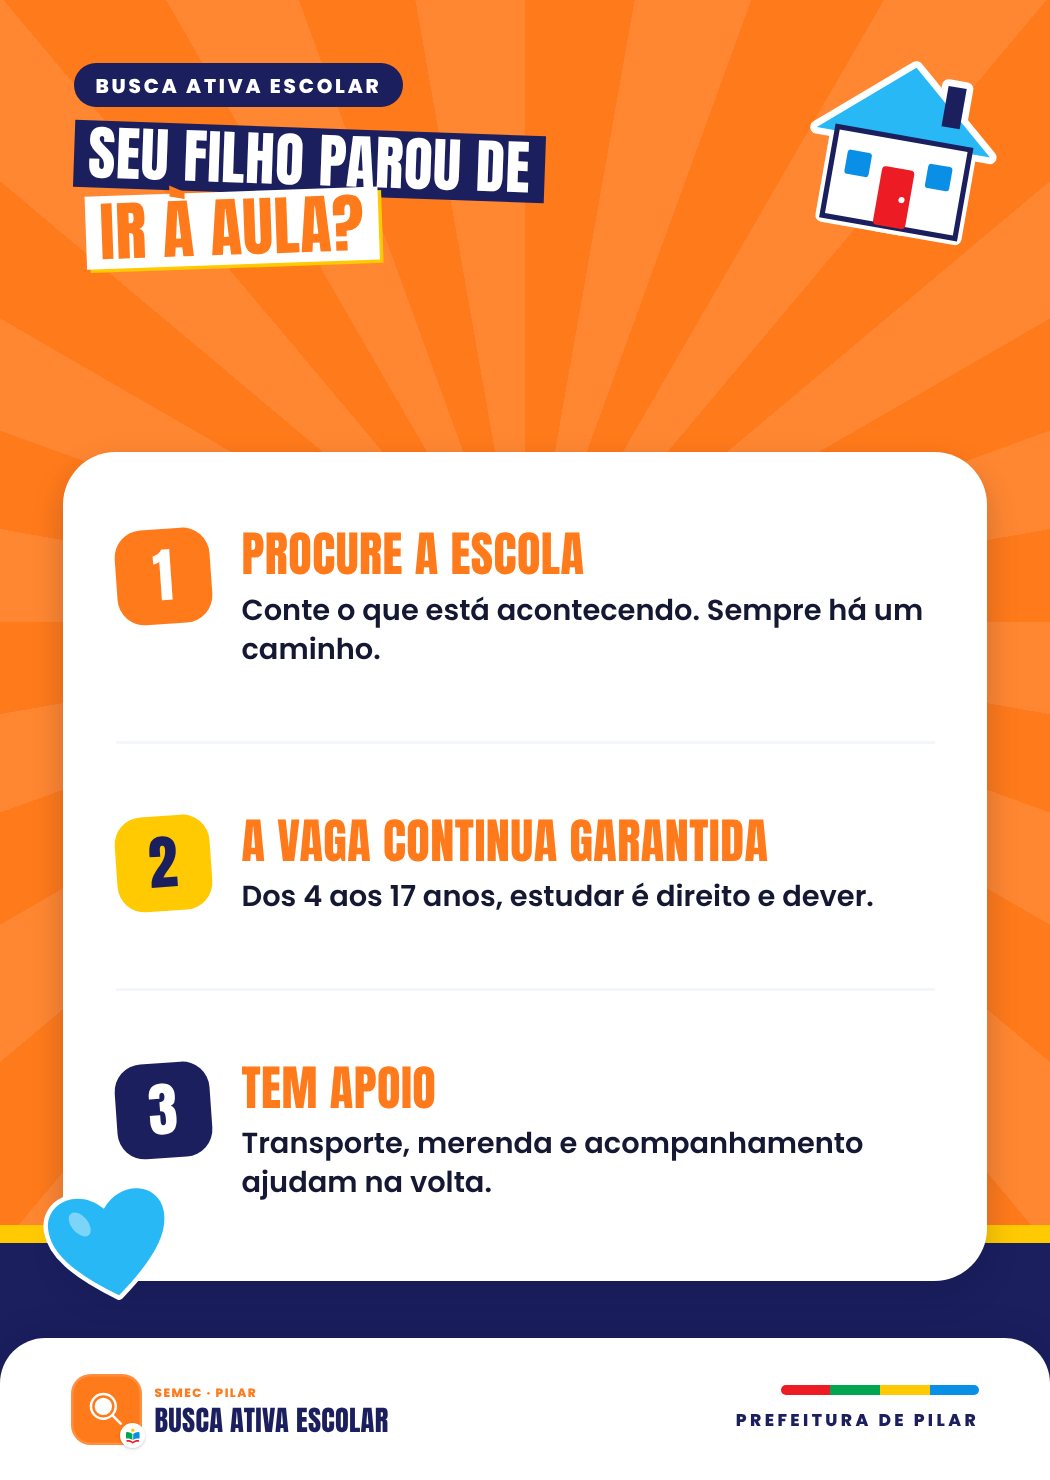 BUSCA ATIVA ESCOLAR
SEU FILHO PAROU DE
IR À AULA?
1
PROCURE A ESCOLA
Conte o que está acontecendo. Sempre há um
caminho.
2
A VAGA CONTINUA GARANTIDA
Dos 4 aos 17 anos, estudar é direito e dever.
3
TEM APOIO
Transporte, merenda e acompanhamento
ajudam na volta.
SEMEC · PILAR
BUSCA ATIVA ESCOLAR
PREFEITURA DE PILAR